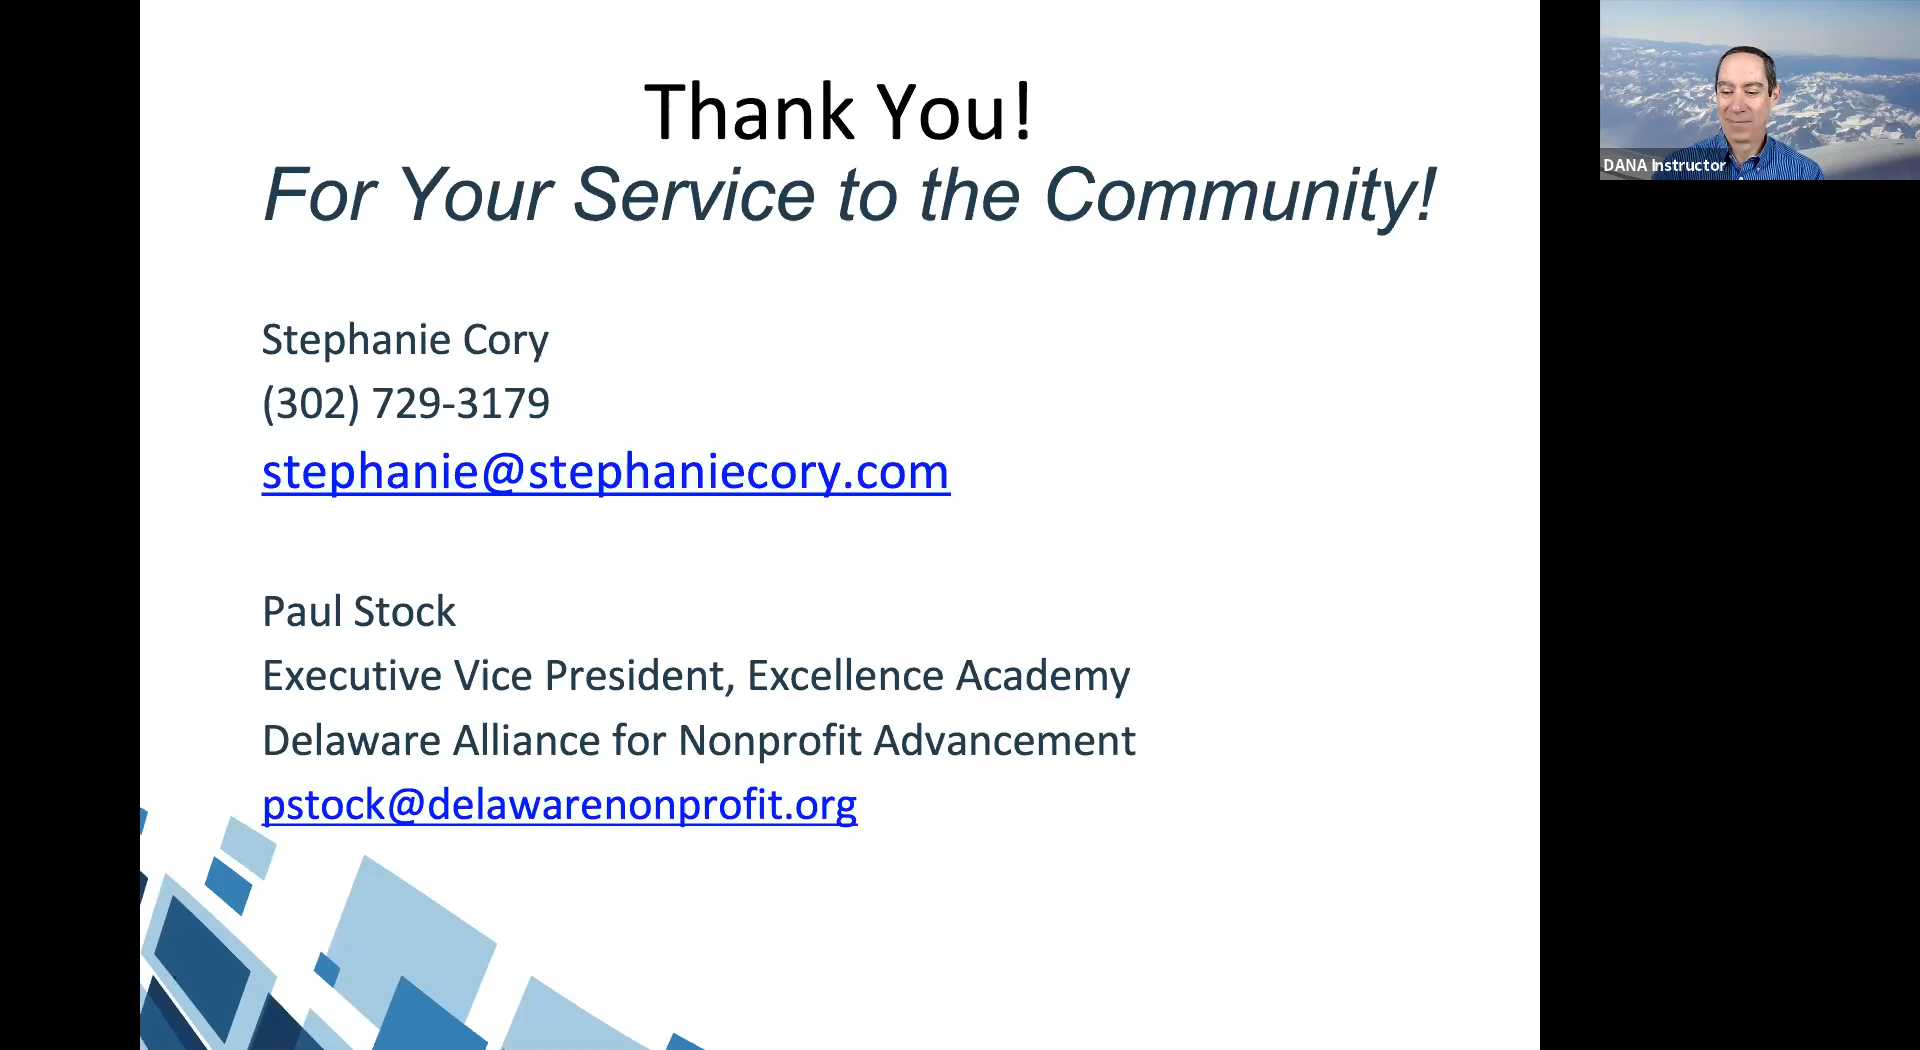 Thank You!
For Your Service to the Community!
Stephanie Cory
(302) 729-3179
stephanie@stephaniecory.com
Paul Stock
Executive Vice President, Excellence Academy
Delaware Alliance for Nonprofit Advancement
pstock@delawarenonprofit.org
DANA Instructor